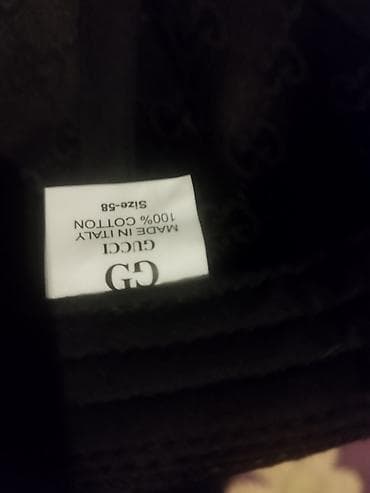 GG
GUCCI
MADE IN ITALY
100% COTTON
Size-58